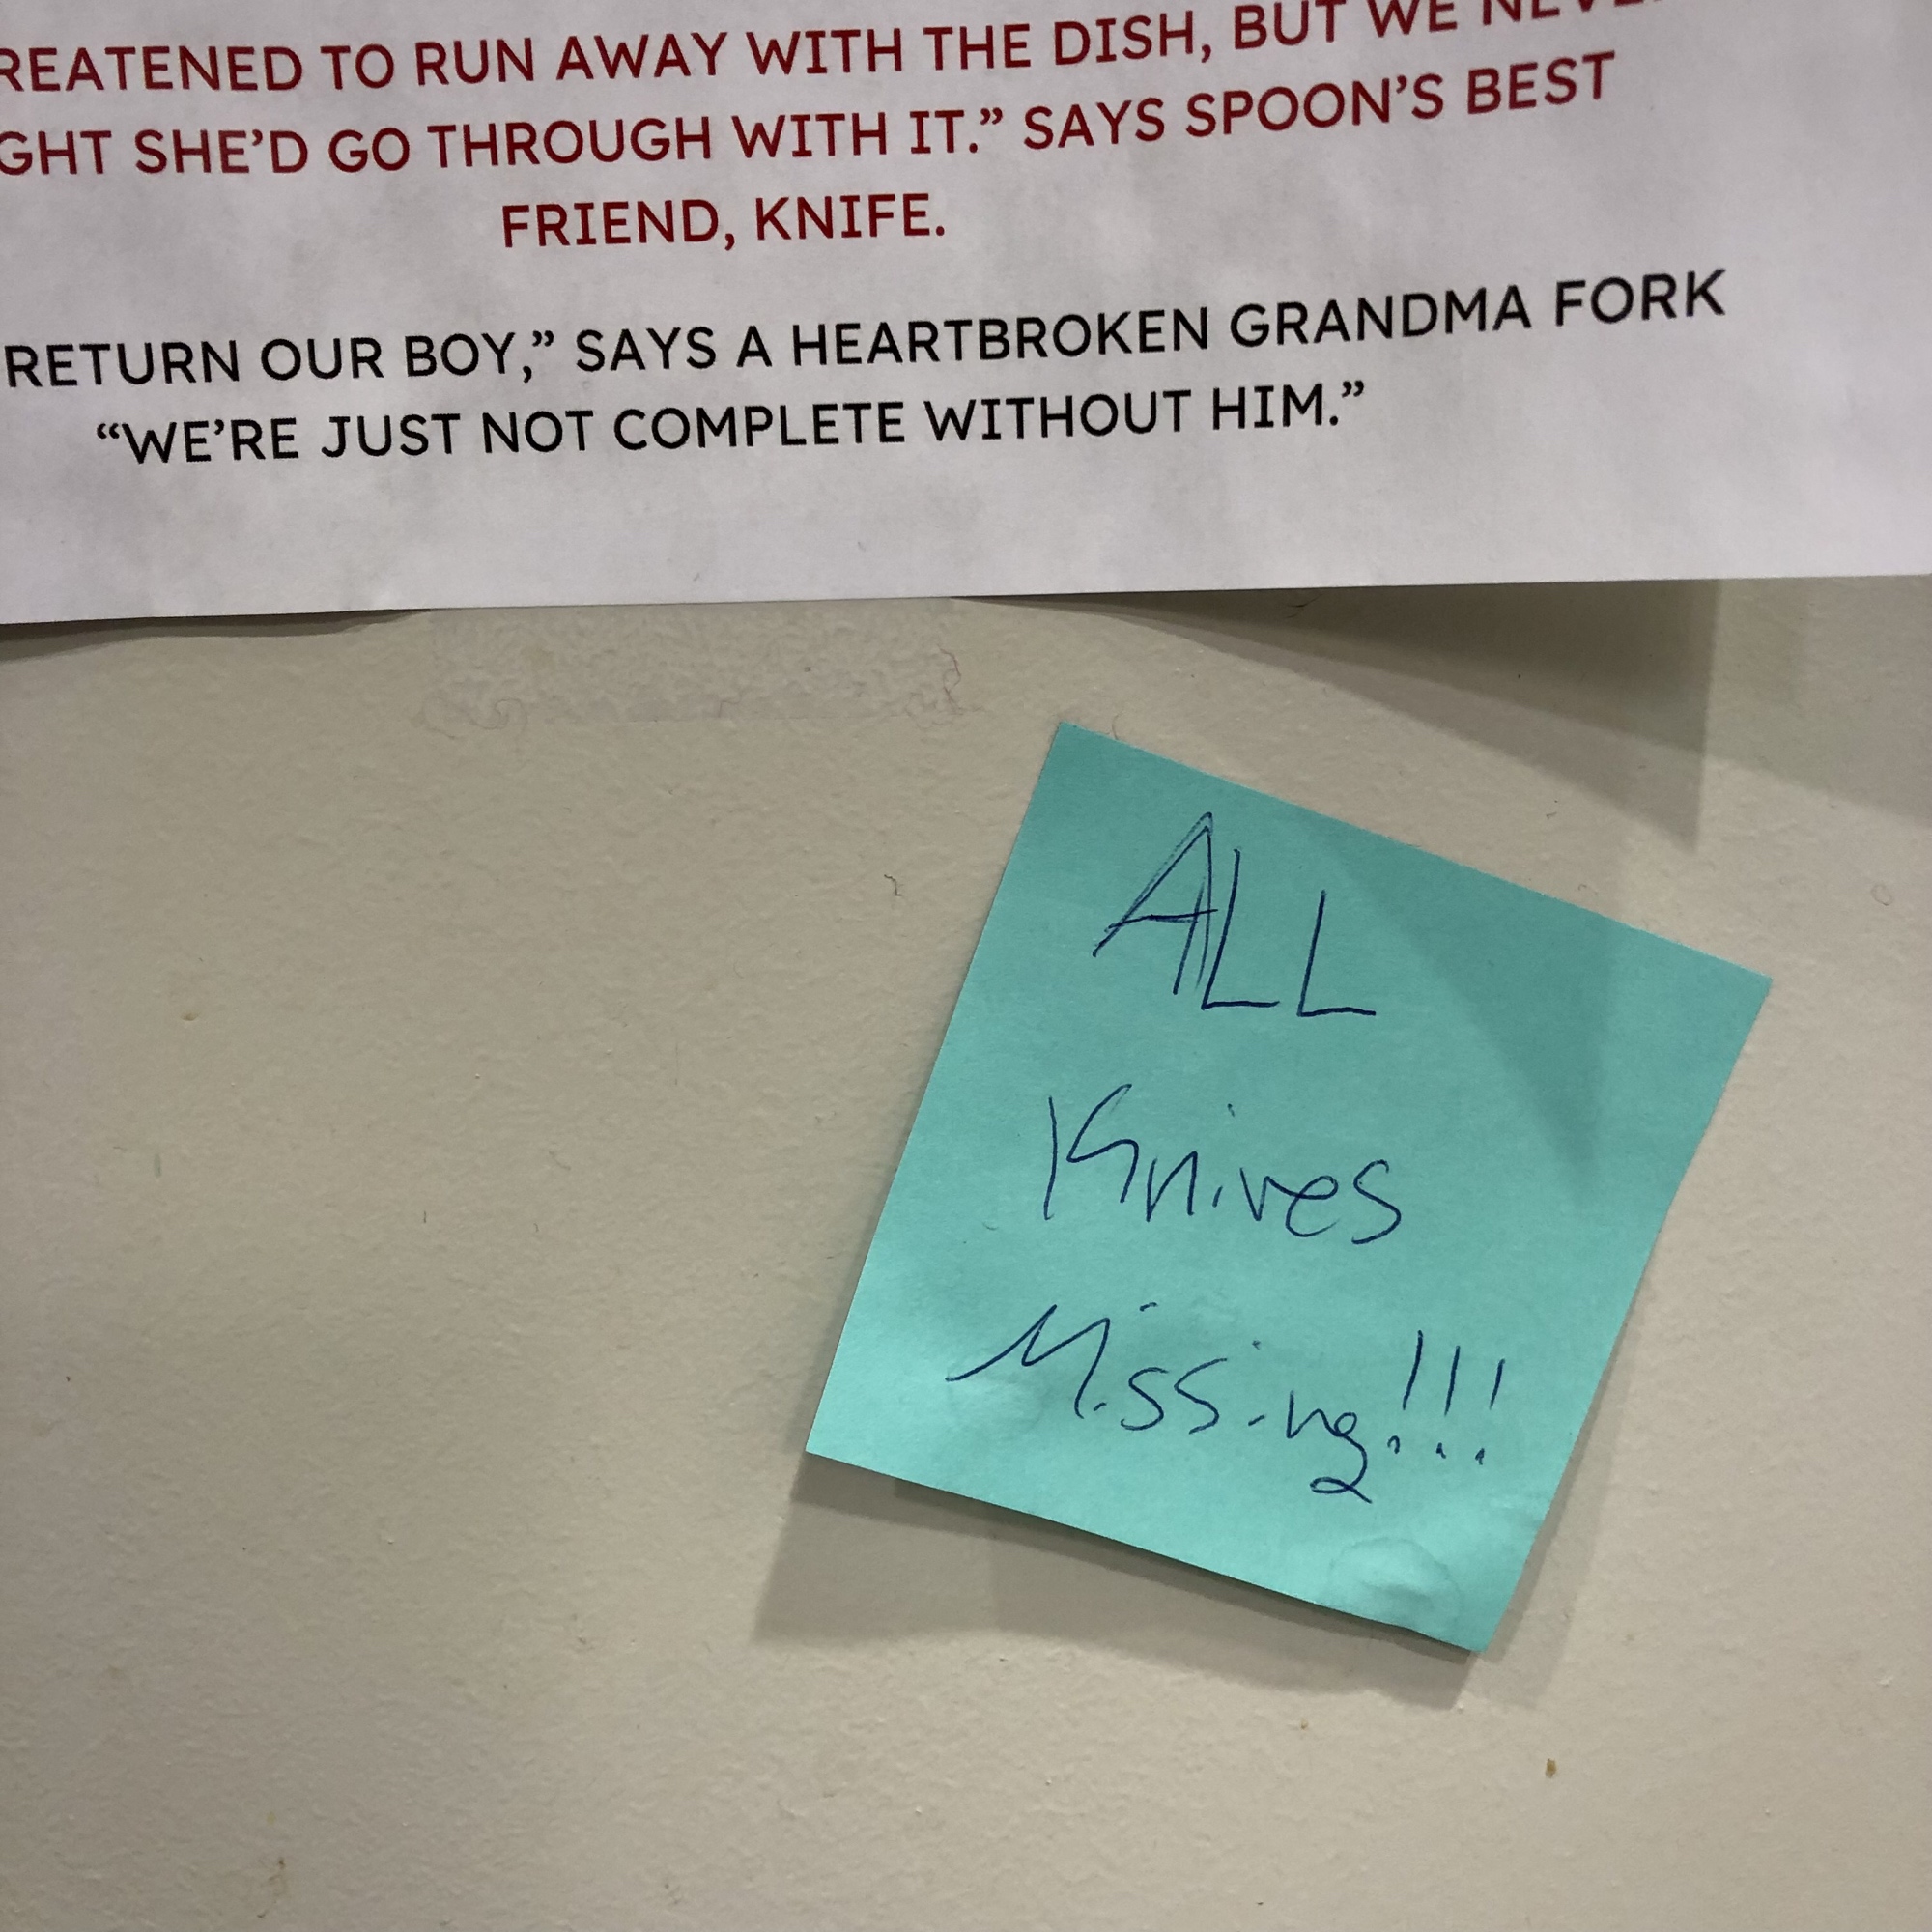 REATENED TO RUN AWAY WITH THE DISH, BUT WE
GHT SHE’D GO THROUGH WITH IT.” SAYS SPOON’S BEST
FRIEND, KNIFE.
RETURN OUR BOY,” SAYS A HEARTBROKEN GRANDMA FORK
“WE’RE JUST NOT COMPLETE WITHOUT HIM.”
ALL
Knives
Missing!!!